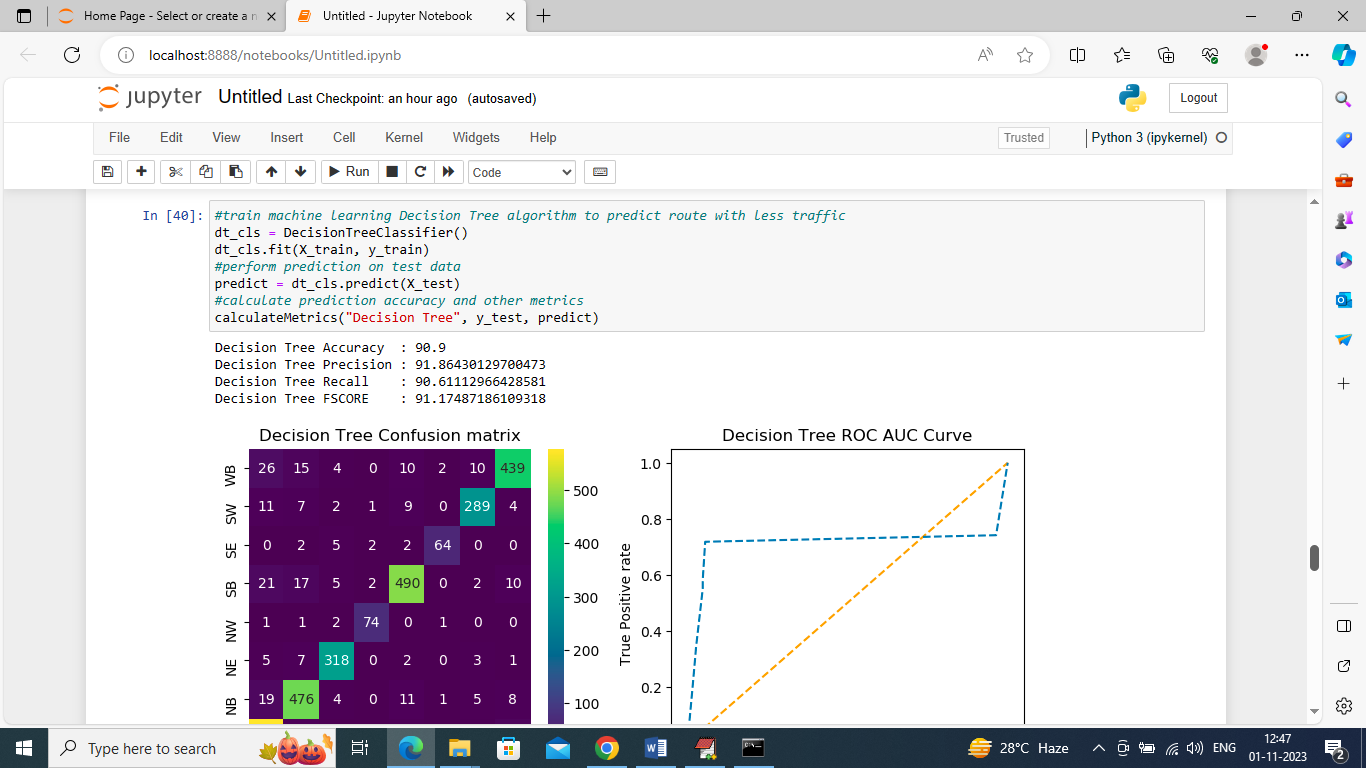 Home Page - Select or create a n
Untitled - Jupyter Notebook
localhost:8888/notebooks/Untitled.ipynb
jupyter Untitled Last Checkpoint: an hour ago (autosaved)
Logout
File Edit View Insert Cell Kernel Widgets Help
Trusted
Python 3 (ipykernel)
Run
Code
In [40]:
#train machine learning Decision Tree algorithm to predict route with less traffic
dt_cls = DecisionTreeClassifier()
dt_cls.fit(X_train, y_train)
#perform prediction on test data
predict = dt_cls.predict(X_test)
#calculate prediction accuracy and other metrics
calculateMetrics("Decision Tree", y_test, predict)
Decision Tree Accuracy : 90.9
Decision Tree Precision : 91.86430129700473
Decision Tree Recall : 90.61112966428581
Decision Tree FSCORE : 91.17487186109318
Decision Tree Confusion matrix
WB 26 15 4 0 10 2 10 439
SW 11 7 2 1 9 0 289 4
SE 0 2 5 2 2 64 0 0
SB 21 17 5 2 490 0 2 10
NW 1 1 2 74 0 1 0 0
NE 5 7 318 0 2 0 3 1
NB 19 476 4 0 11 1 5 8
500
400
300
200
100
Decision Tree ROC AUC Curve
True Positive rate
1.0
0.8
0.6
0.4
0.2
Type here to search
28°C Haze
ENG
12:47
01-11-2023
2